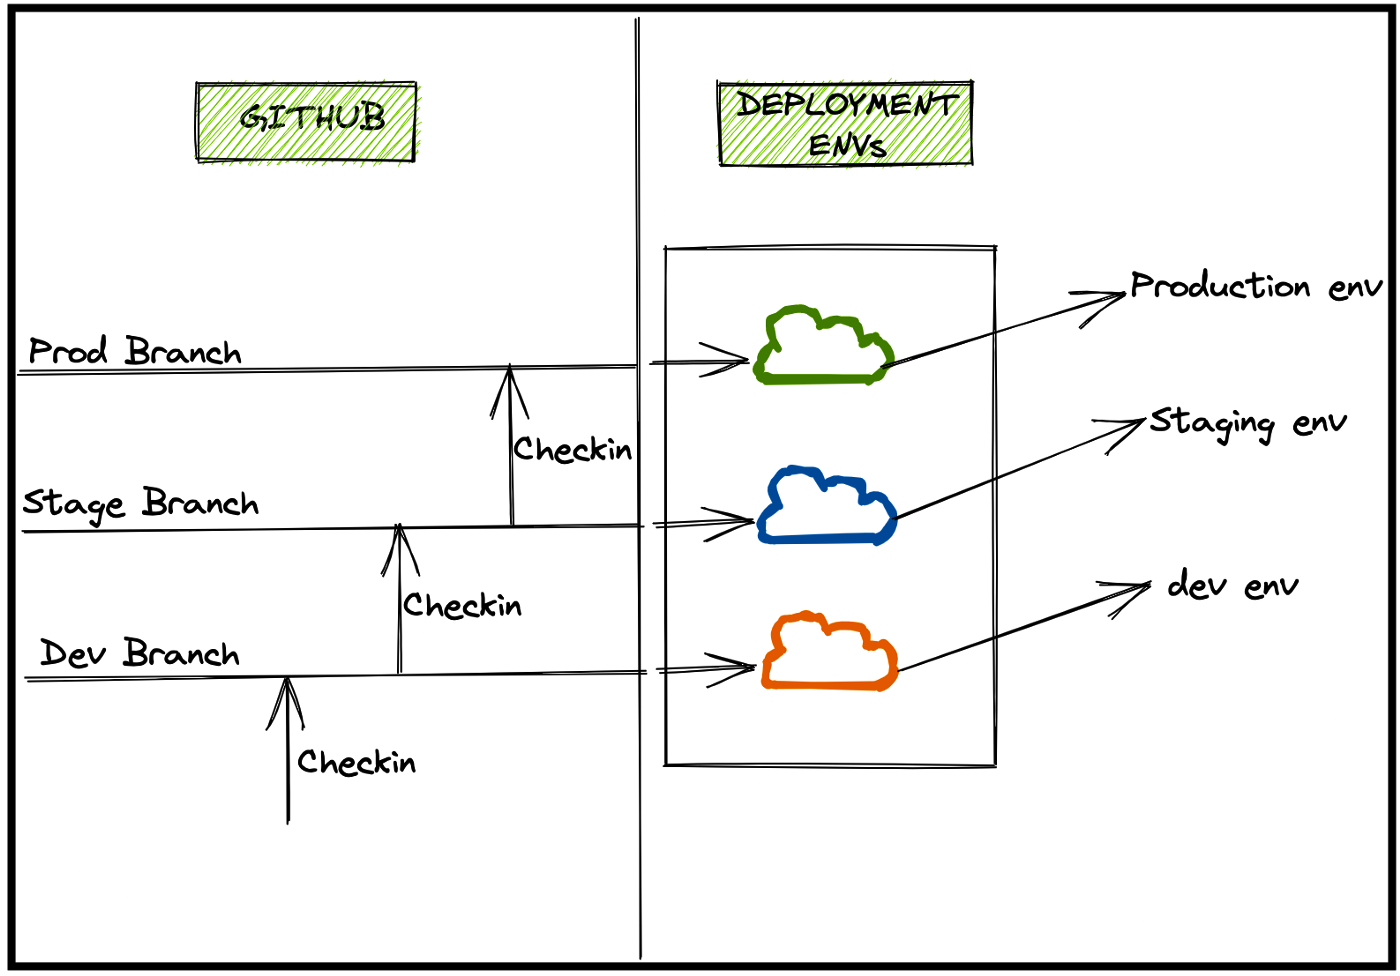 GITHUB
DEPLOYMENT
ENVs
Production env
Prod Branch
Staging env
Checkin
Stage Branch
dev env
Checkin
Dev Branch
Checkin